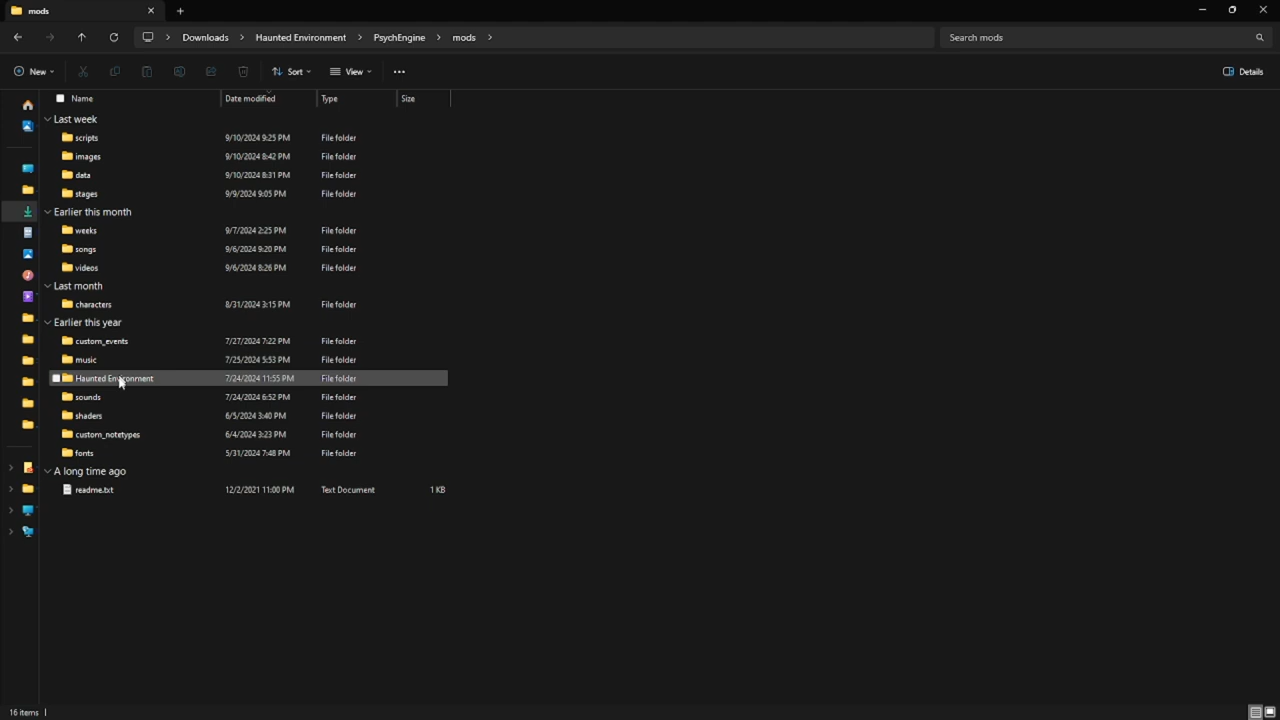 mods
Downloads > Haunted Environment > PsychEngine > mods >
Search mods
New
Sort
View
Details
Name Date modified Type Size
Last week
scripts 9/10/2024 9:25 PM File folder
images 9/10/2024 8:42 PM File folder
data 9/10/2024 8:31 PM File folder
stages 9/9/2024 9:05 PM File folder
Earlier this month
weeks 9/7/2024 2:25 PM File folder
songs 9/6/2024 9:20 PM File folder
videos 9/6/2024 8:26 PM File folder
Last month
characters 8/31/2024 3:15 PM File folder
Earlier this year
custom_events 7/27/2024 7:22 PM File folder
music 7/25/2024 5:53 PM File folder
Haunted Environment 7/24/2024 11:55 PM File folder
sounds 7/24/2024 6:52 PM File folder
shaders 6/5/2024 3:40 PM File folder
custom_notetypes 6/4/2024 3:23 PM File folder
fonts 5/31/2024 7:48 PM File folder
A long time ago
readme.txt 12/2/2021 11:00 PM Text Document 1 KB
16 items